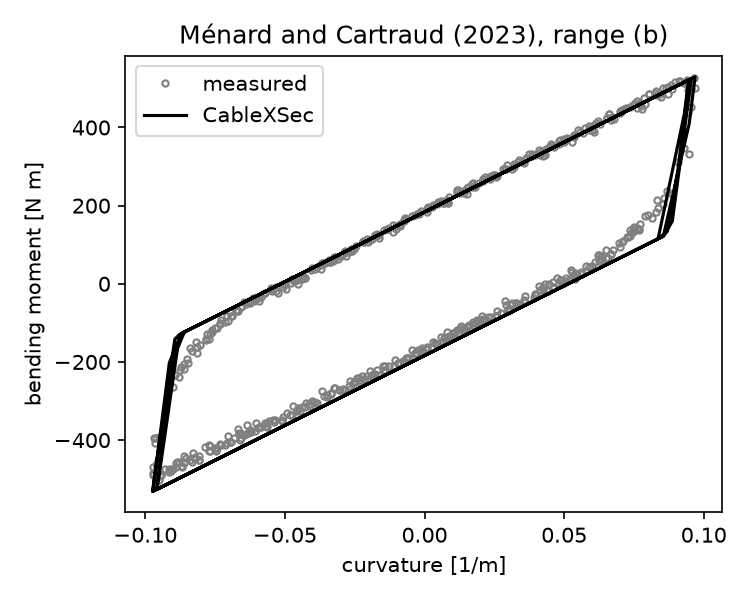 Ménard and Cartraud (2023), range (b)
measured
CableXSec
400
200
0
−200
−400
bending moment [N m]
−0.10
−0.05
0.00
0.05
0.10
curvature [1/m]